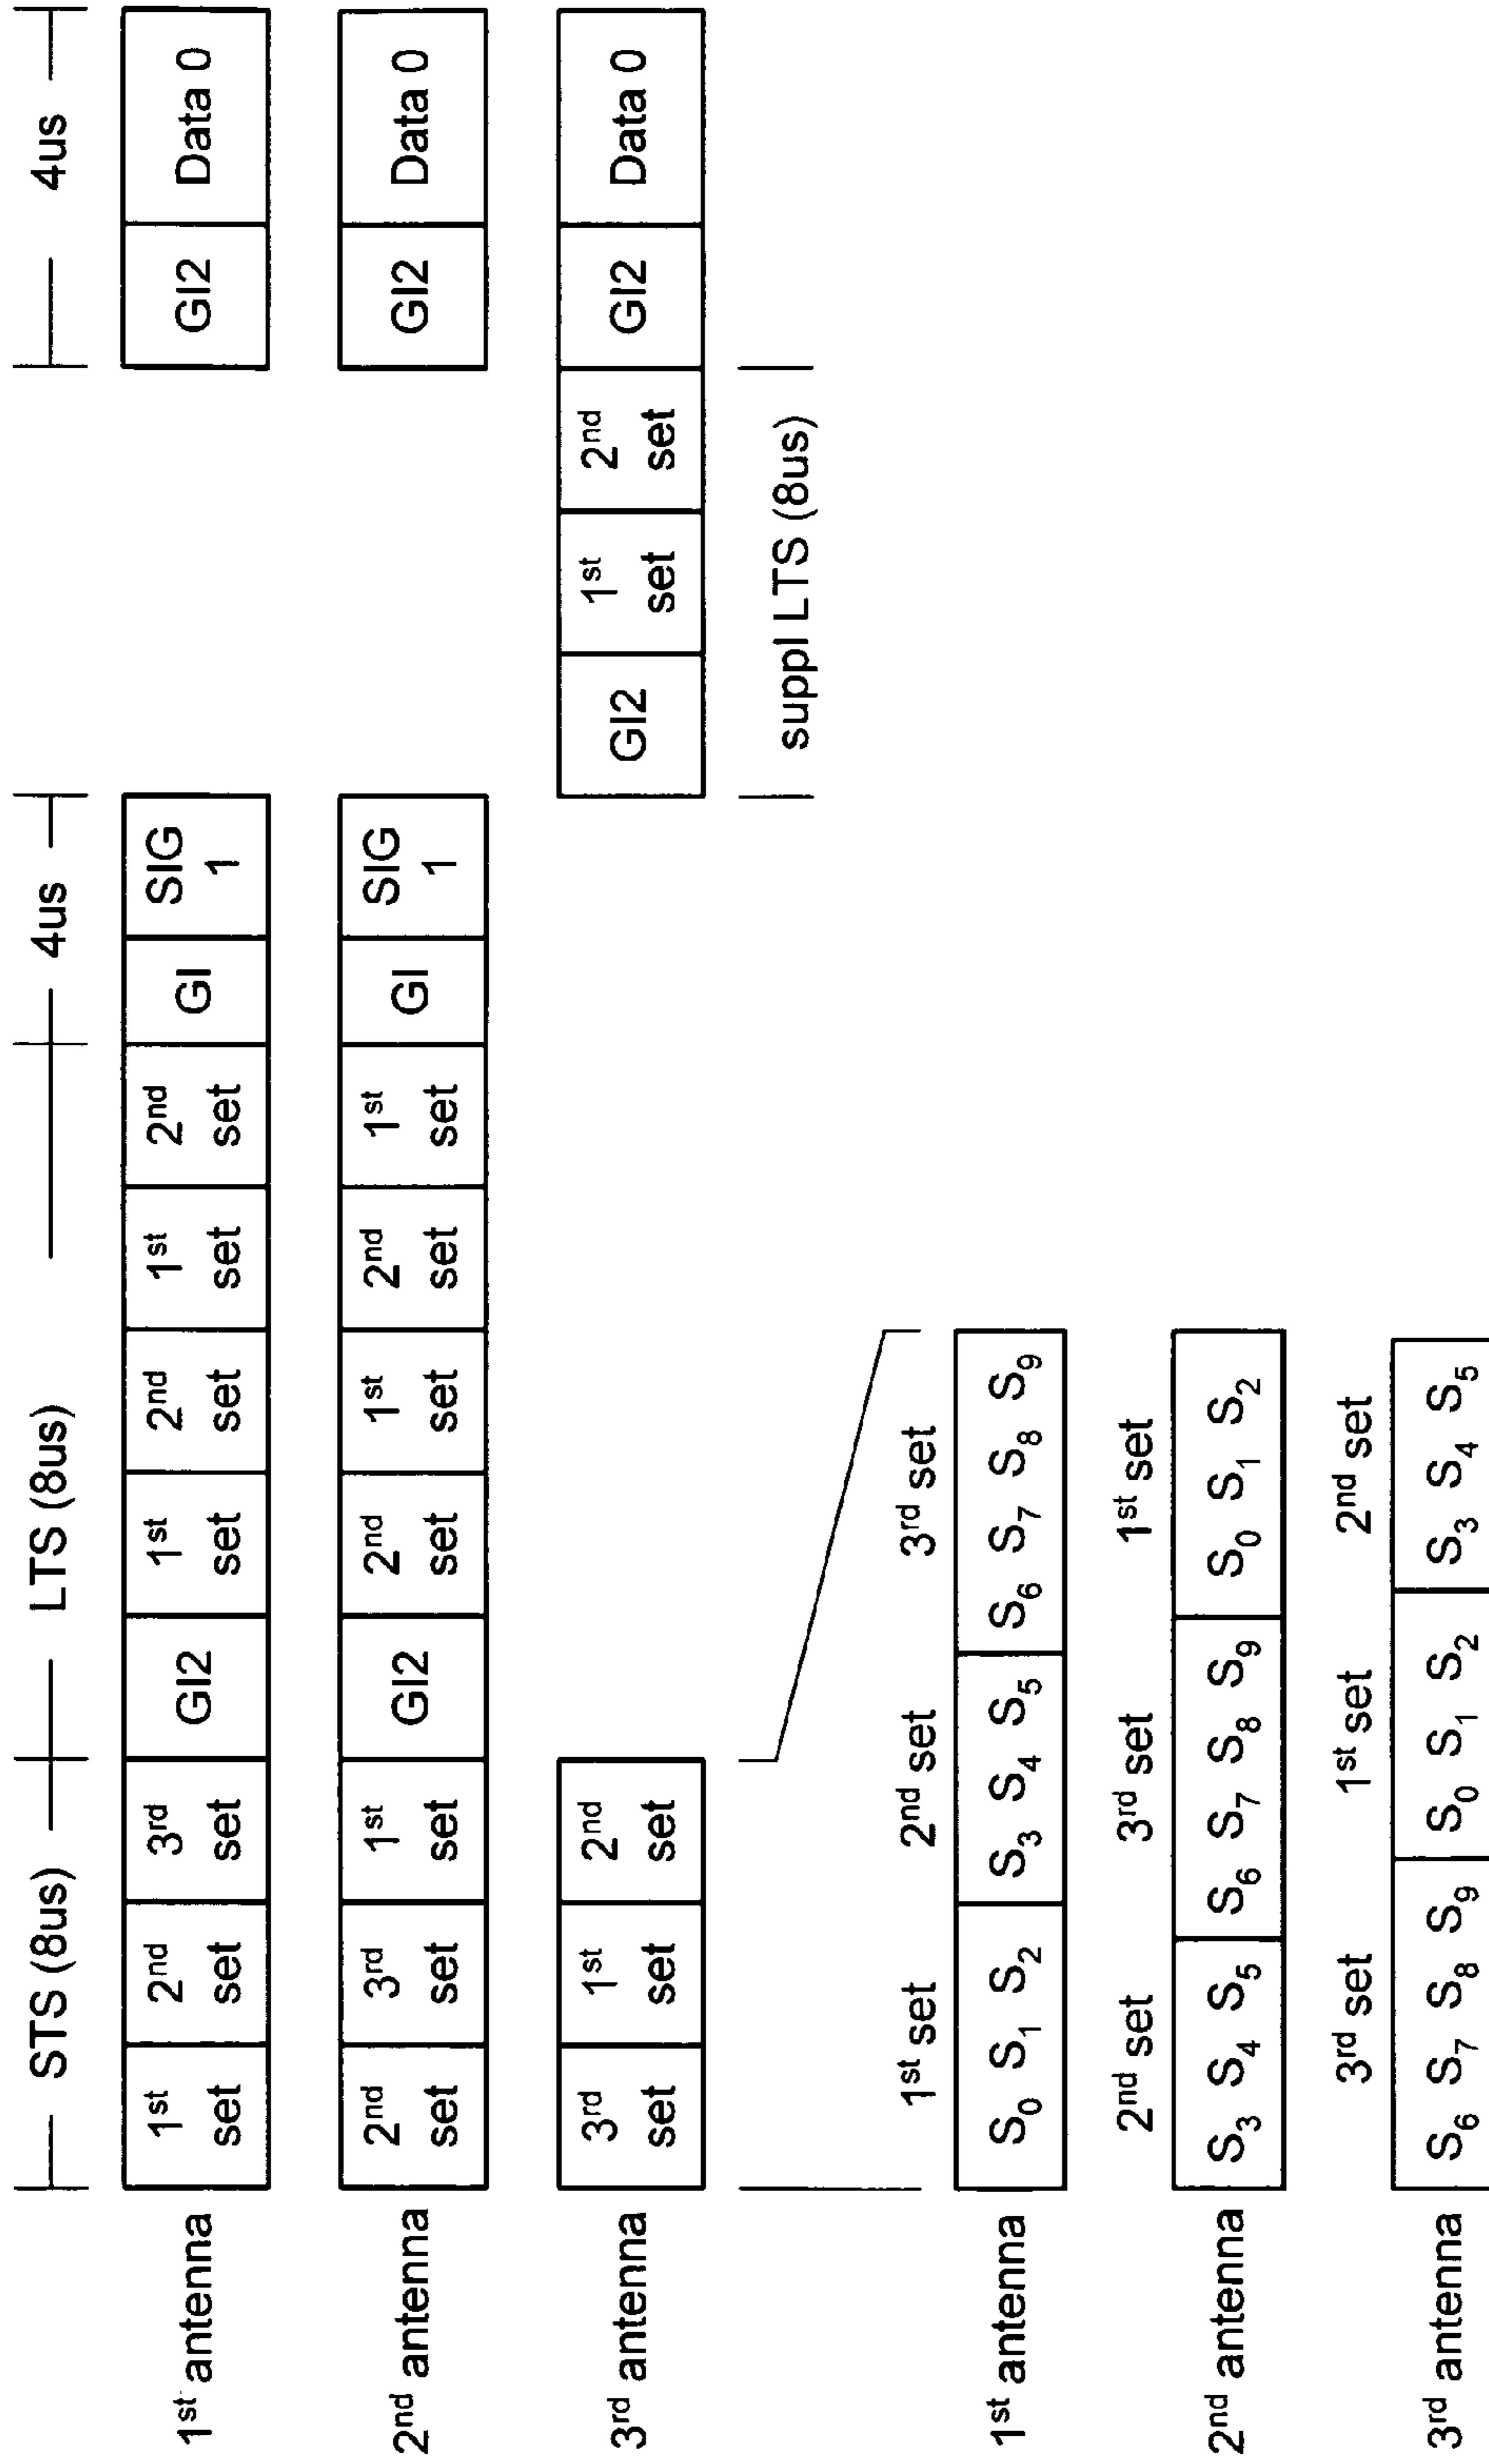 STS (8us) LTS (8us) 4us 4us
1st antenna 1st set 2nd set 3rd set GI2 1st set 2nd set 1st set 2nd set GI SIG 1 GI2 Data 0
2nd antenna 2nd set 3rd set 1st set GI2 2nd set 1st set 2nd set 1st set GI SIG 1 GI2 Data 0
3rd antenna 3rd set 1st set 2nd set GI2 1st set 2nd set GI2 Data 0
suppl LTS (8us)
1st set 2nd set 3rd set
1st antenna S0 S1 S2 S3 S4 S5 S6 S7 S8 S9
2nd set 3rd set 1st set
2nd antenna S3 S4 S5 S6 S7 S8 S9 S0 S1 S2
3rd set 1st set 2nd set
3rd antenna S6 S7 S8 S9 S0 S1 S2 S3 S4 S5